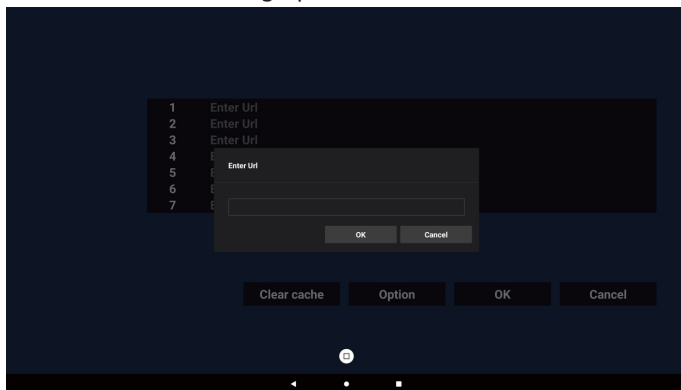 1 Enter Url
2 Enter Url
3 Enter Url
4 E
5 E
6 E
7 E
Enter Url
OK Cancel
Clear cache Option OK Cancel